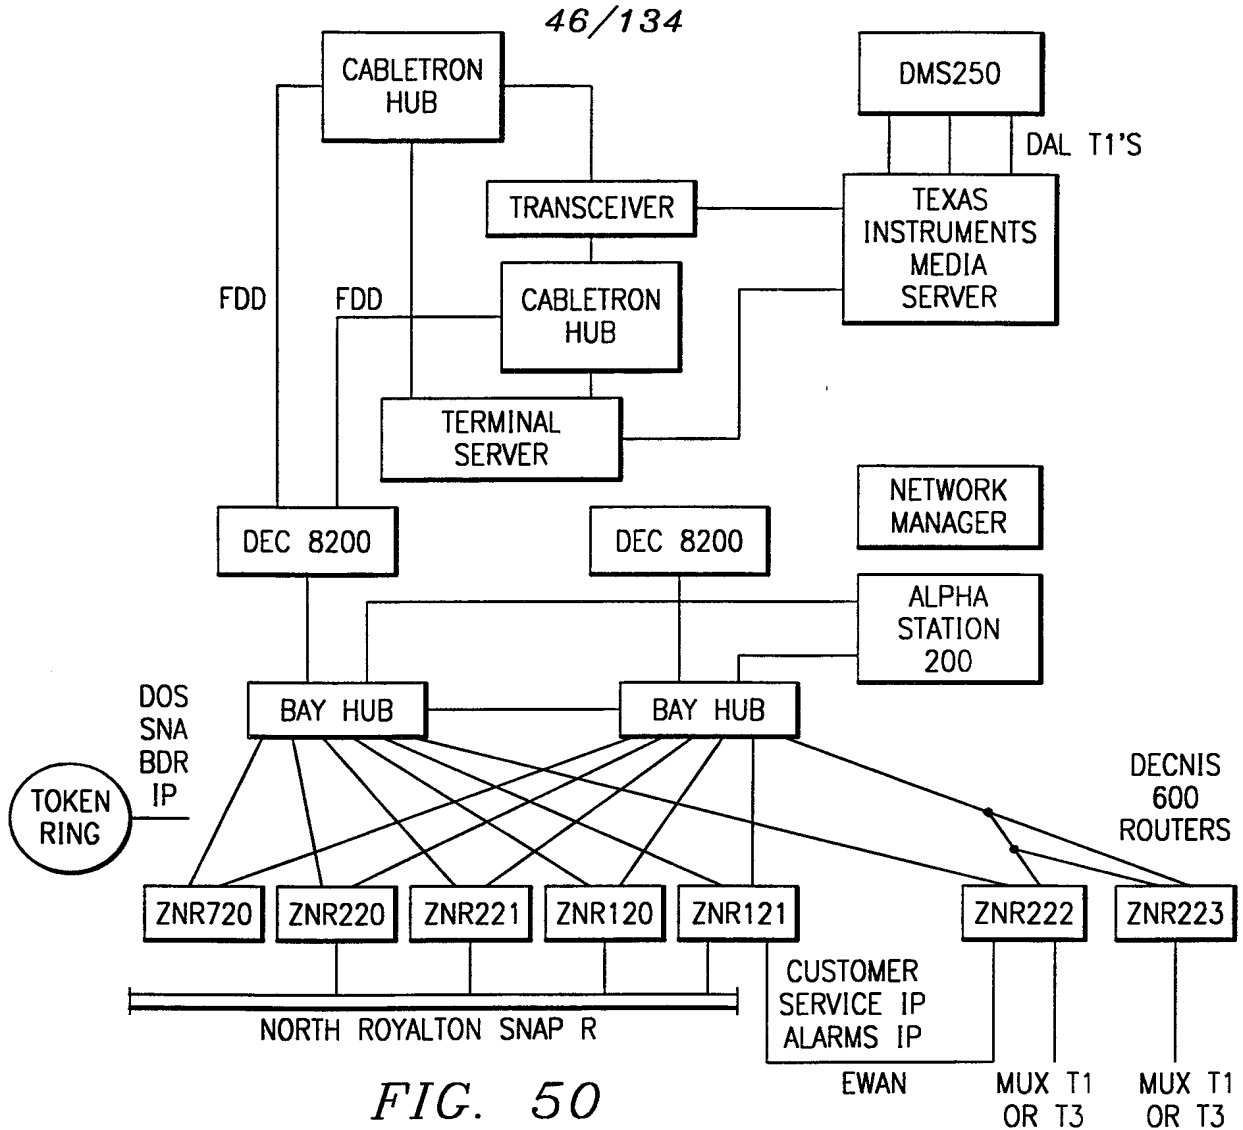 46/134
CABLETRON
HUB
DMS250
DAL T1'S
TRANSCEIVER
TEXAS
INSTRUMENTS
MEDIA
SERVER
FDD
FDD
CABLETRON
HUB
TERMINAL
SERVER
NETWORK
MANAGER
DEC 8200
DEC 8200
ALPHA
STATION
200
BAY HUB
BAY HUB
DOS
SNA
BDR
IP
TOKEN
RING
DECNIS
600
ROUTERS
ZNR720
ZNR220
ZNR221
ZNR120
ZNR121
ZNR222
ZNR223
CUSTOMER
SERVICE IP
ALARMS IP
NORTH ROYALTON SNAP R
EWAN
MUX T1
OR T3
MUX T1
OR T3
FIG. 50